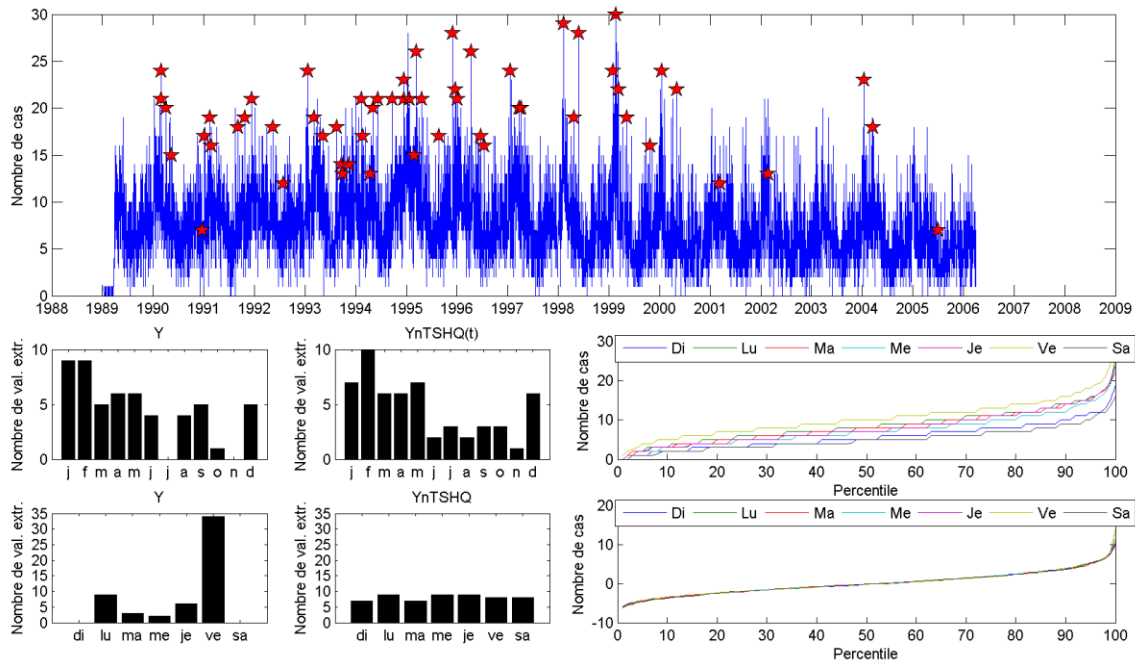 30
25
20
15
10
5
0
Nombre de cas
1988 1989 1990 1991 1992 1993 1994 1995 1996 1997 1998 1999 2000 2001 2002 2003 2004 2005 2006 2007 2008 2009
Y
10
5
0
Nombre de val. extr.
j f m a m j j a s o n d
YnTSHQ(t)
10
5
0
Nombre de val. extr.
j f m a m j j a s o n d
30
20
10
0
Nombre de cas
Di Lu Ma Me Je Ve Sa
10 20 30 40 50 60 70 80 90 100
Percentile
Y
35
30
25
20
15
10
5
0
Nombre de val. extr.
di lu ma me je ve sa
YnTSHQ
35
30
25
20
15
10
5
0
Nombre de val. extr.
di lu ma me je ve sa
20
10
0
-10
Nombre de cas
Di Lu Ma Me Je Ve Sa
10 20 30 40 50 60 70 80 90 100
Percentile